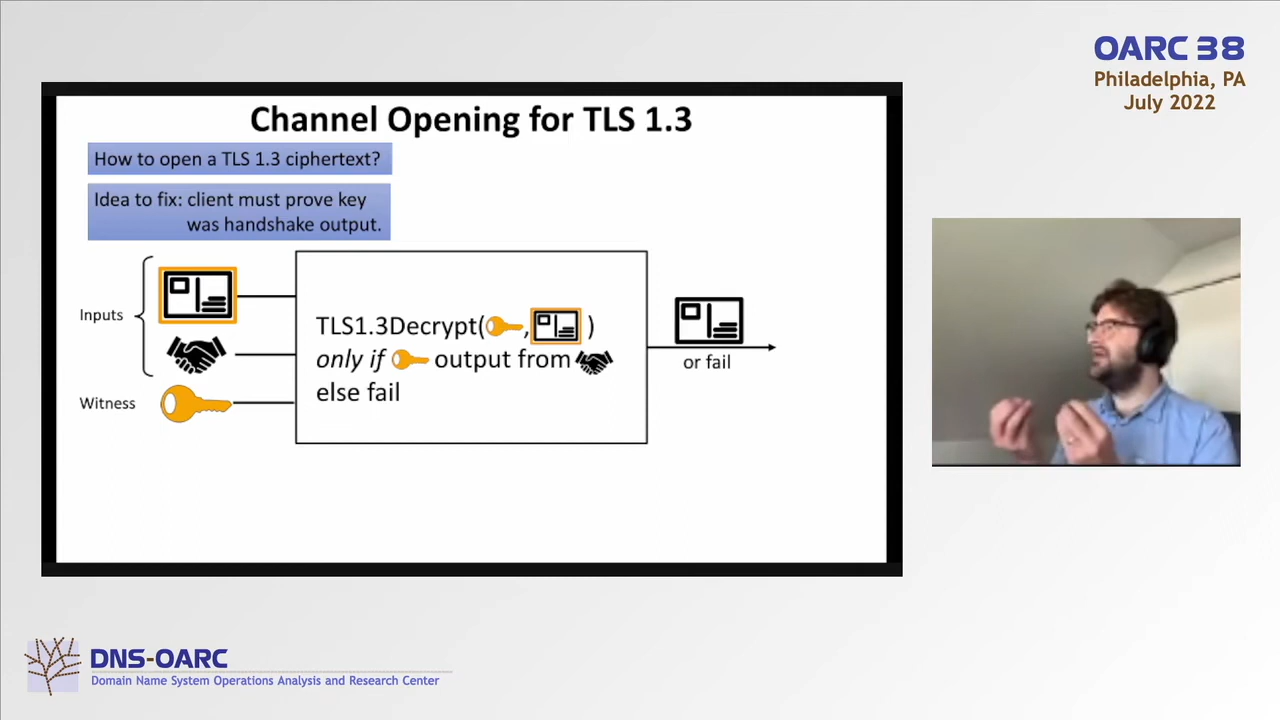 OARC 38
Philadelphia, PA
July 2022
Channel Opening for TLS 1.3
How to open a TLS 1.3 ciphertext?
Idea to fix: client must prove key
was handshake output.
Inputs
Witness
TLS1.3Decrypt( , )
only if output from
else fail
or fail
DNS-OARC
Domain Name System Operations Analysis and Research Center